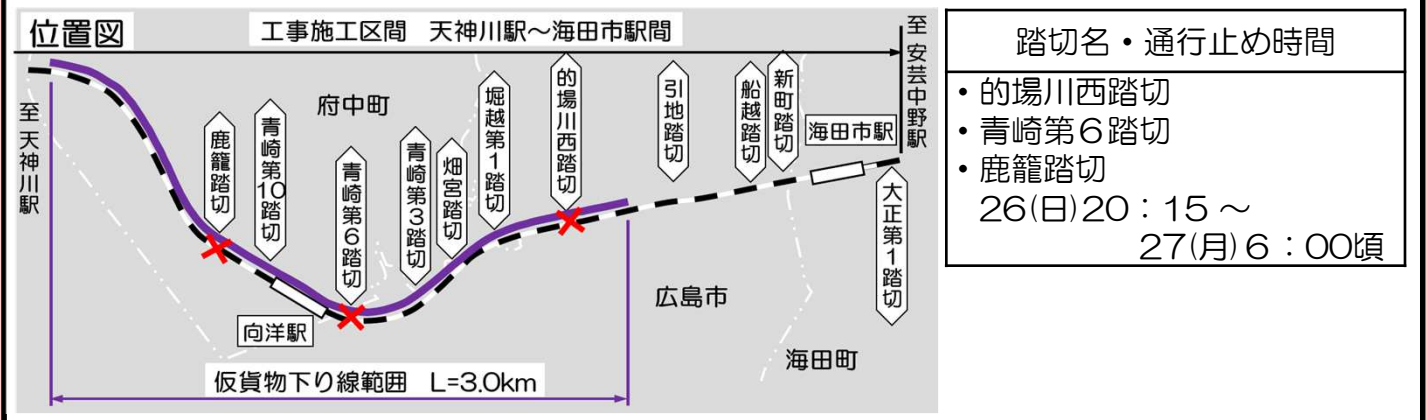 位置図
工事施工区間 天神川駅～海田市駅間
至 天神川駅
至 安芸中野駅
府中町
鹿籠踏切
青崎第10踏切
青崎第6踏切
青崎第3踏切
畑宮踏切
堀越第1踏切
的場川西踏切
引地踏切
船越踏切
新町踏切
海田市駅
大正第1踏切
向洋駅
広島市
海田町
仮貨物下り線範囲 L=3.0km
踏切名・通行止め時間
・的場川西踏切
・青崎第6踏切
・鹿籠踏切
26(日)20：15～
27(月)6：00頃